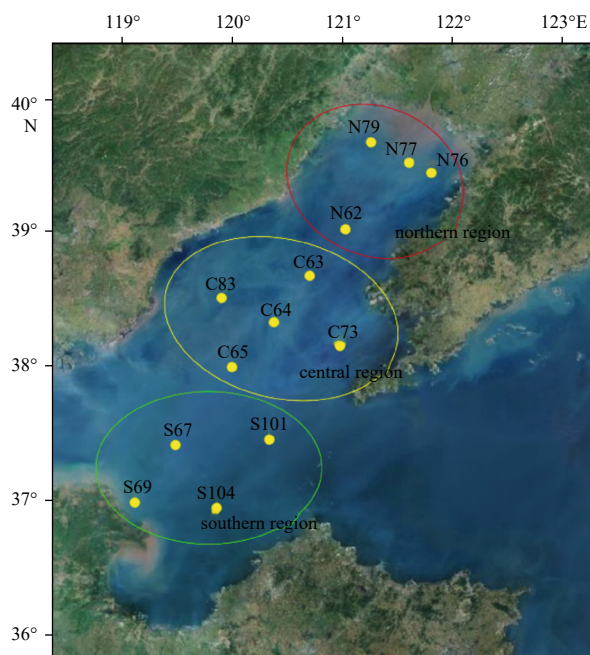 119° 120° 121° 122° 123°E
40°
N
N79
N77
N76
39°
N62
northern region
C63
C83
C64
C73
38°
C65
central region
S101
S67
37°
S69
S104
southern region
36°